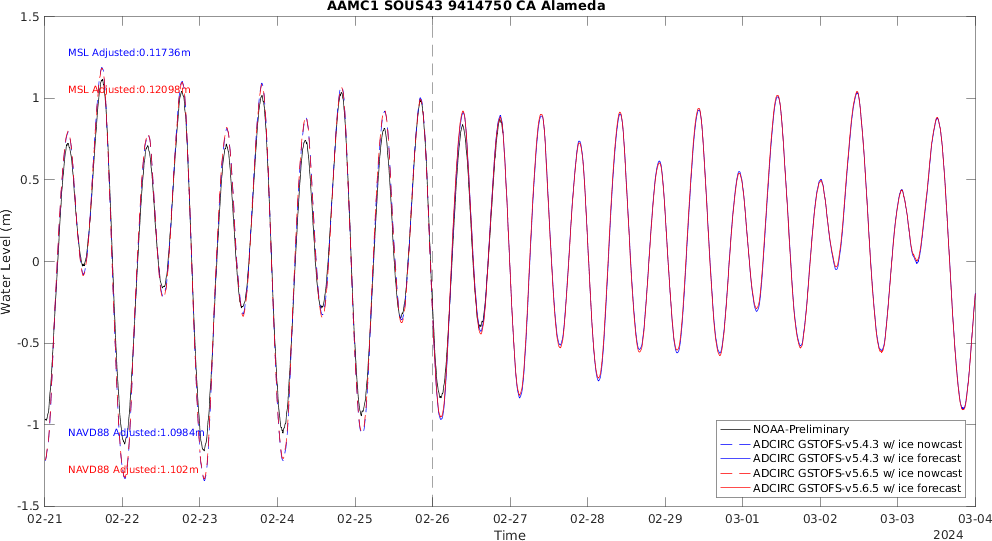 AAMC1 SOUS43 9414750 CA Alameda
1.5
MSL Adjusted:0.11736m
1
MSL Adjusted:0.12098m
0.5
Water Level (m)
0
-0.5
-1
NAVD88 Adjusted:1.0984m
NAVD88 Adjusted:1.102m
-1.5
NOAA-Preliminary
ADCIRC GSTOFS-v5.4.3 w/ ice nowcast
ADCIRC GSTOFS-v5.4.3 w/ ice forecast
ADCIRC GSTOFS-v5.6.5 w/ ice nowcast
ADCIRC GSTOFS-v5.6.5 w/ ice forecast
02-21 02-22 02-23 02-24 02-25 02-26 02-27 02-28 02-29 03-01 03-02 03-03 03-04
Time
2024